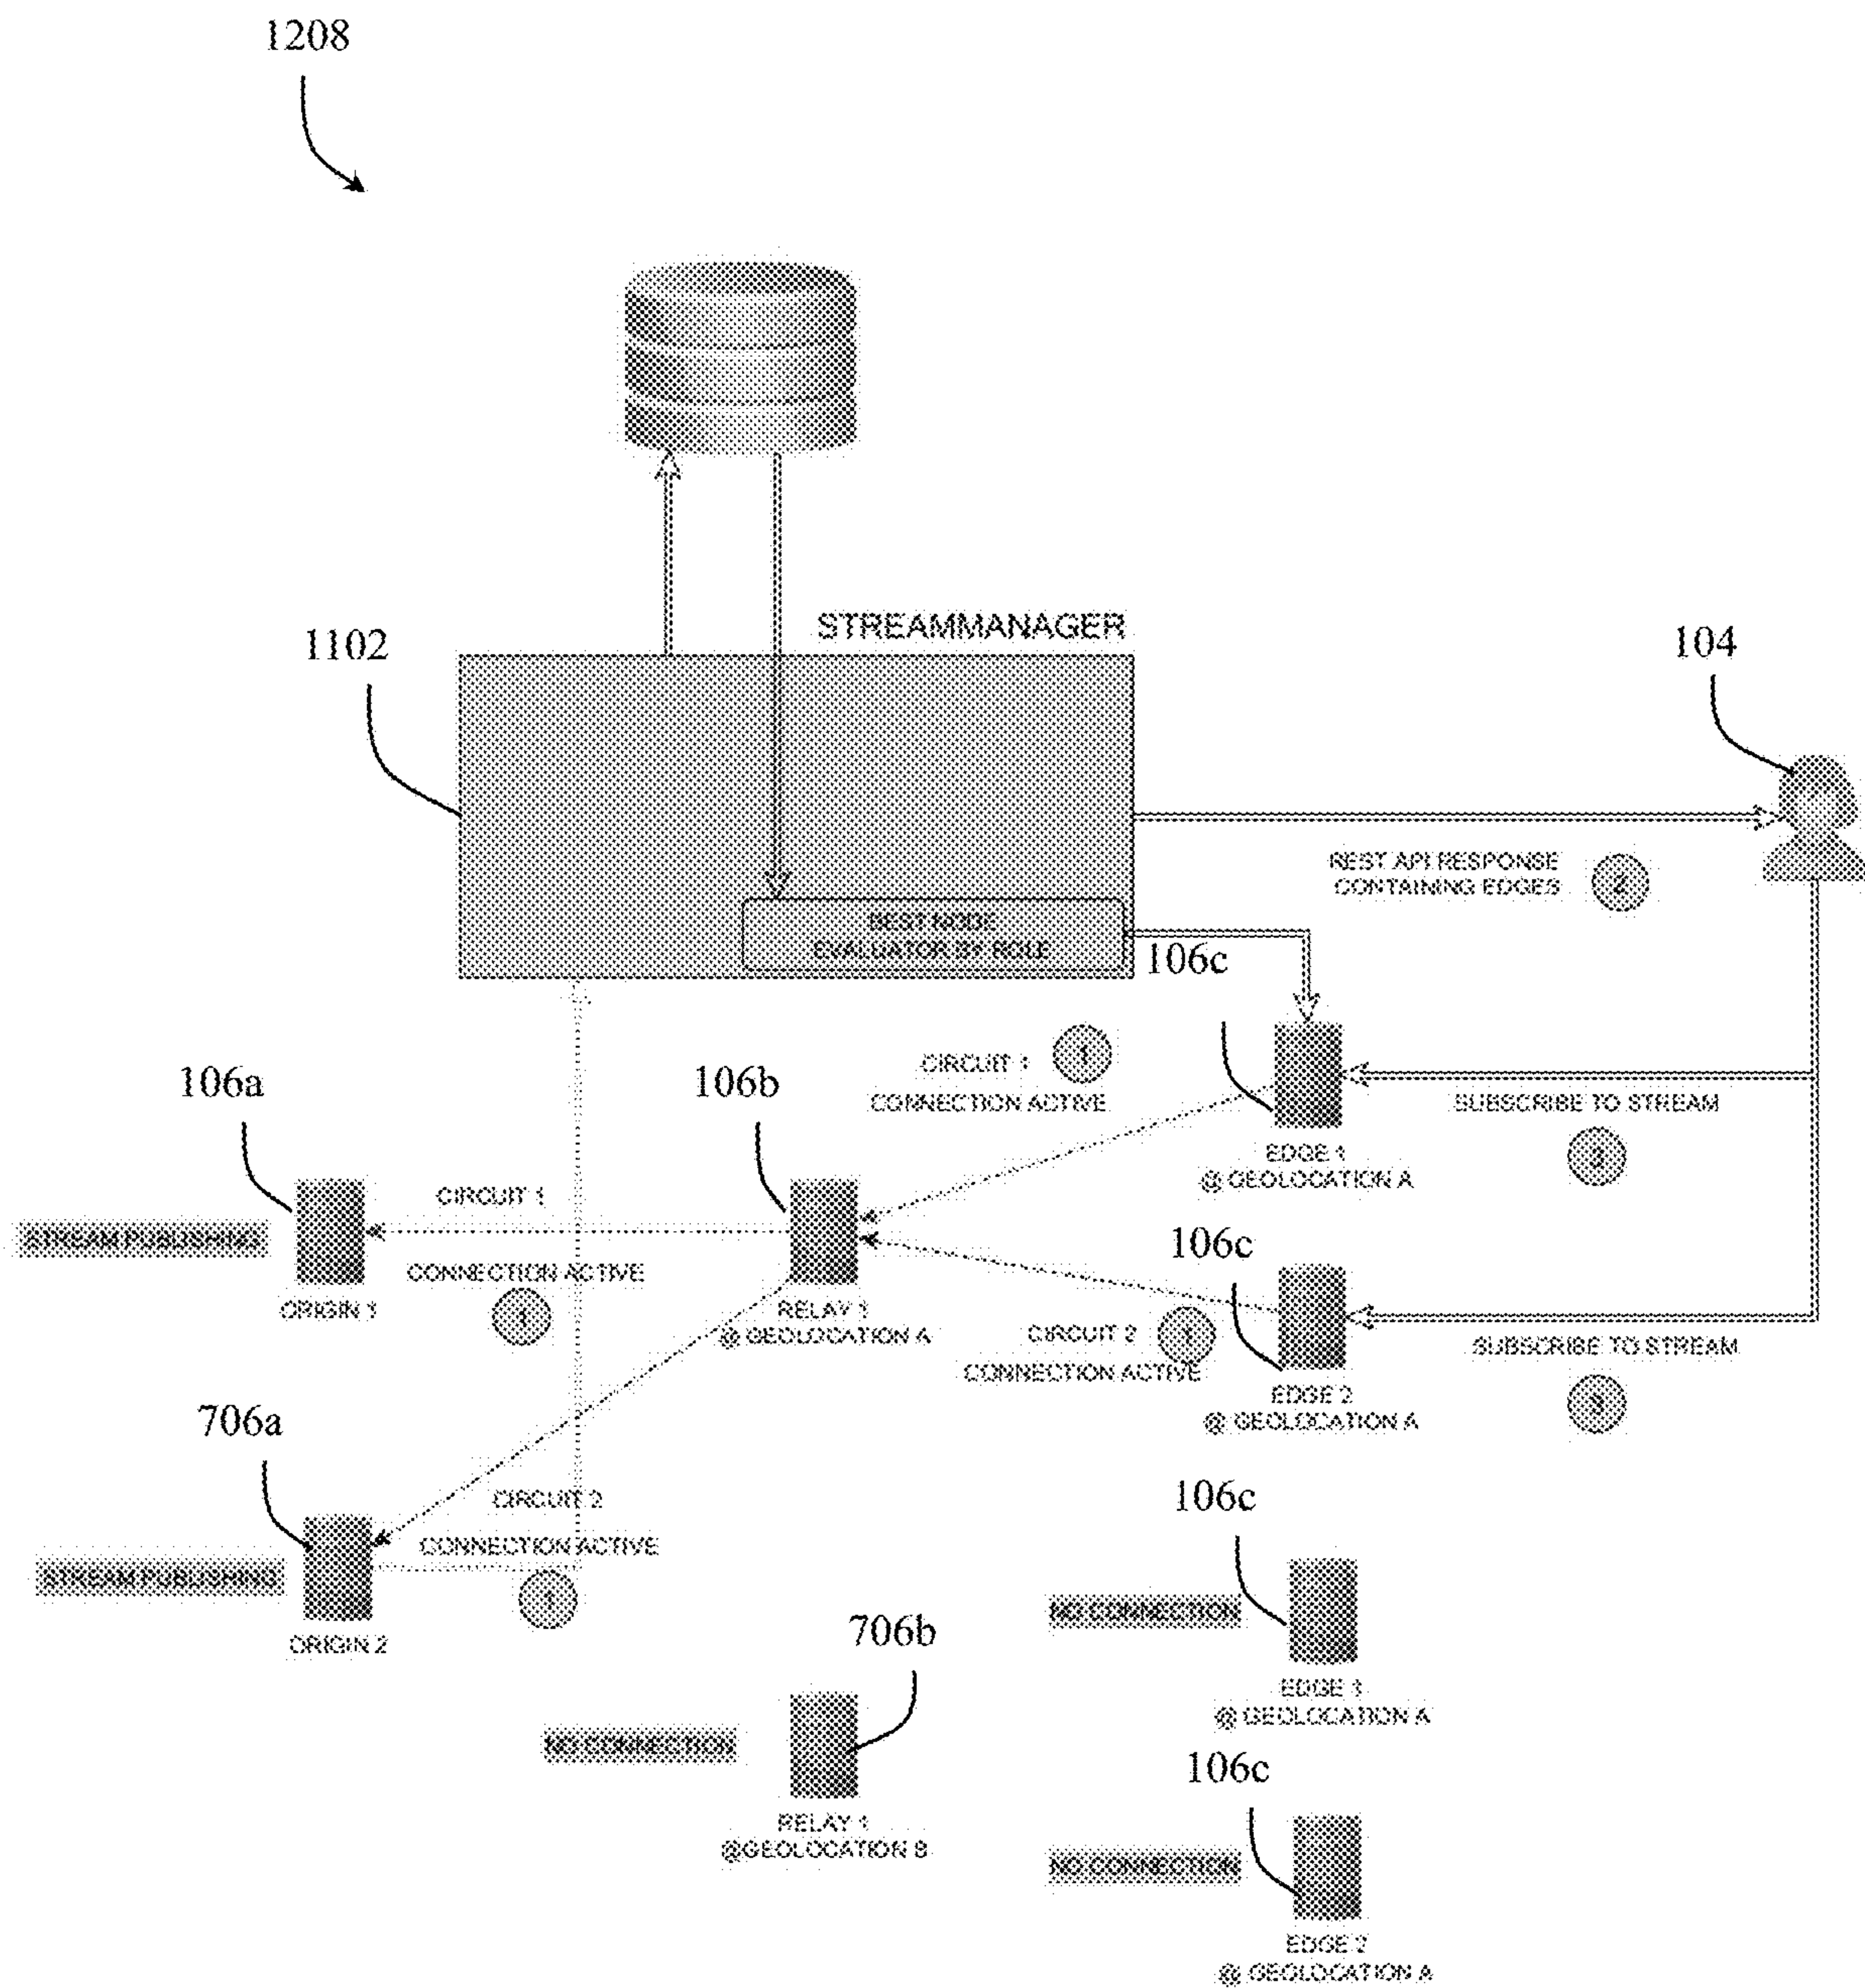 1208
STREAMMANAGER
1102
104
REST API RESPONSE
CONTAINING EDGES
2
BEST NODE
EVALUATOR BY ROLE
106c
CIRCUIT 1
1
CONNECTION ACTIVE
106a
106b
SUBSCRIBE TO STREAM
3
EDGE 1
@ GEOLOCATION A
CIRCUIT 1
STREAM PUBLISHING
CONNECTION ACTIVE
1
ORIGIN 1
RELAY 1
@ GEOLOCATION A
106c
CIRCUIT 2
1
CONNECTION ACTIVE
SUBSCRIBE TO STREAM
3
EDGE 2
@ GEOLOCATION A
706a
CIRCUIT 2
CONNECTION ACTIVE
1
STREAM PUBLISHING
ORIGIN 2
106c
NO CONNECTION
EDGE 1
@ GEOLOCATION A
706b
NO CONNECTION
RELAY 1
@GEOLOCATION B
106c
NO CONNECTION
EDGE 2
@ GEOLOCATION A